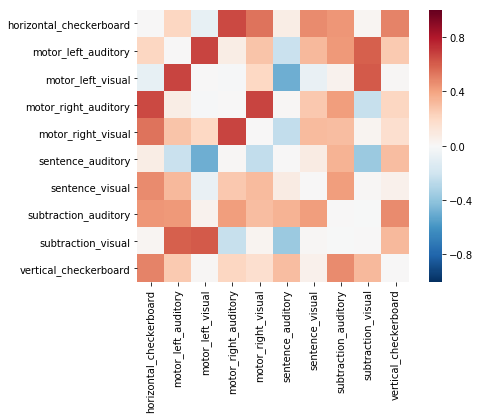 horizontal_checkerboard
motor_left_auditory
motor_left_visual
motor_right_auditory
motor_right_visual
sentence_auditory
sentence_visual
subtraction_auditory
subtraction_visual
vertical_checkerboard
horizontal_checkerboard
motor_left_auditory
motor_left_visual
motor_right_auditory
motor_right_visual
sentence_auditory
sentence_visual
subtraction_auditory
subtraction_visual
vertical_checkerboard
0.8
0.4
0.0
−0.4
−0.8